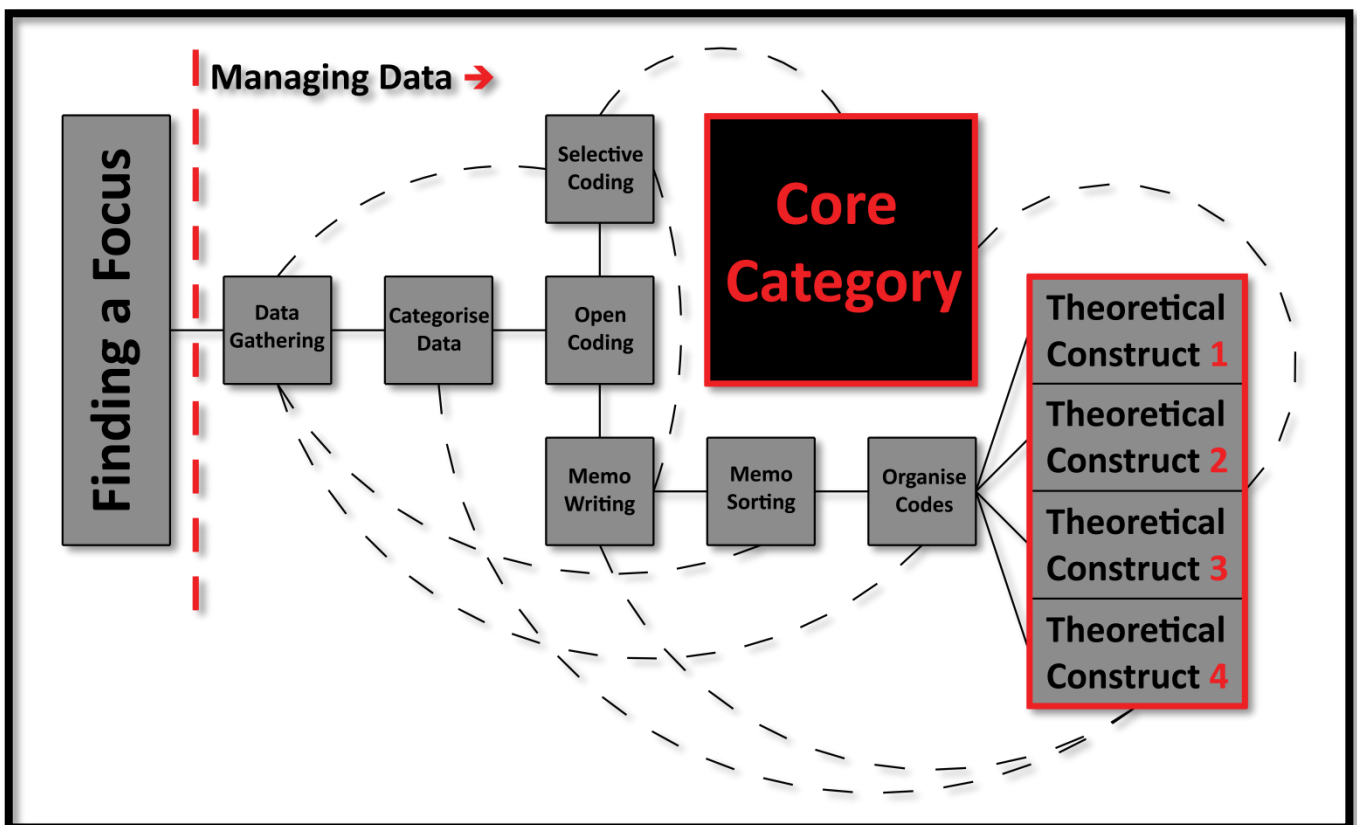 Managing Data ➔
Finding a Focus
Selective
Coding
Core
Category
Data
Gathering
Categorise
Data
Open
Coding
Memo
Writing
Memo
Sorting
Organise
Codes
Theoretical
Construct 1
Theoretical
Construct 2
Theoretical
Construct 3
Theoretical
Construct 4